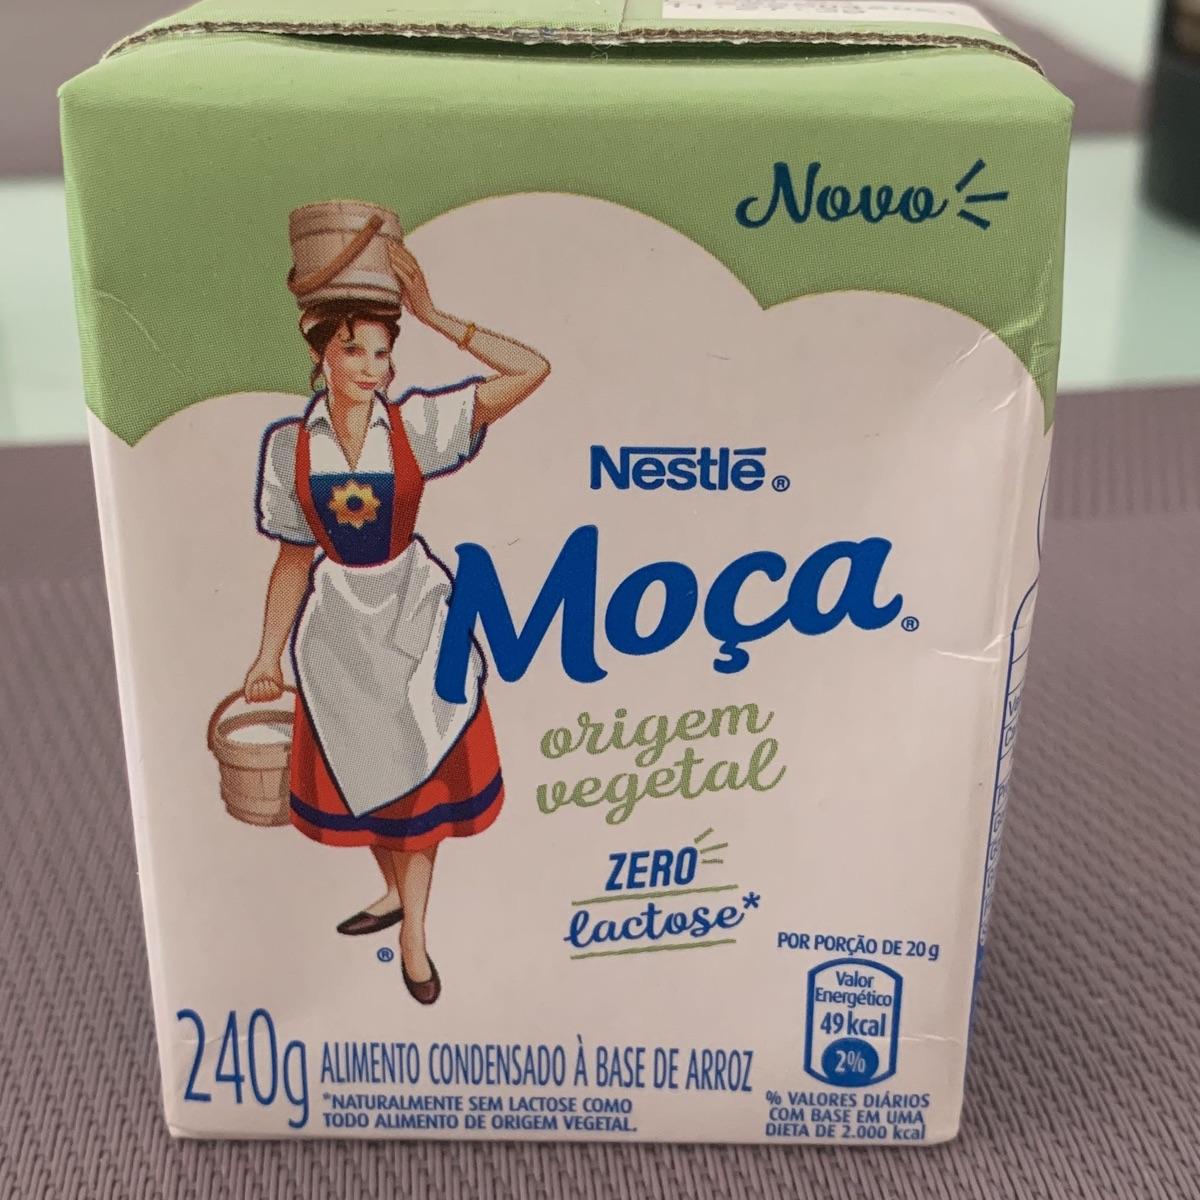 Novo
Nestlé®
Moça®
origem
vegetal
ZERO
lactose*
POR PORÇÃO DE 20 g
Valor
Energético
49 kcal
2%
% VALORES DIÁRIOS
COM BASE EM UMA
DIETA DE 2.000 kcal
®
240g
ALIMENTO CONDENSADO À BASE DE ARROZ
*NATURALMENTE SEM LACTOSE COMO
TODO ALIMENTO DE ORIGEM VEGETAL.